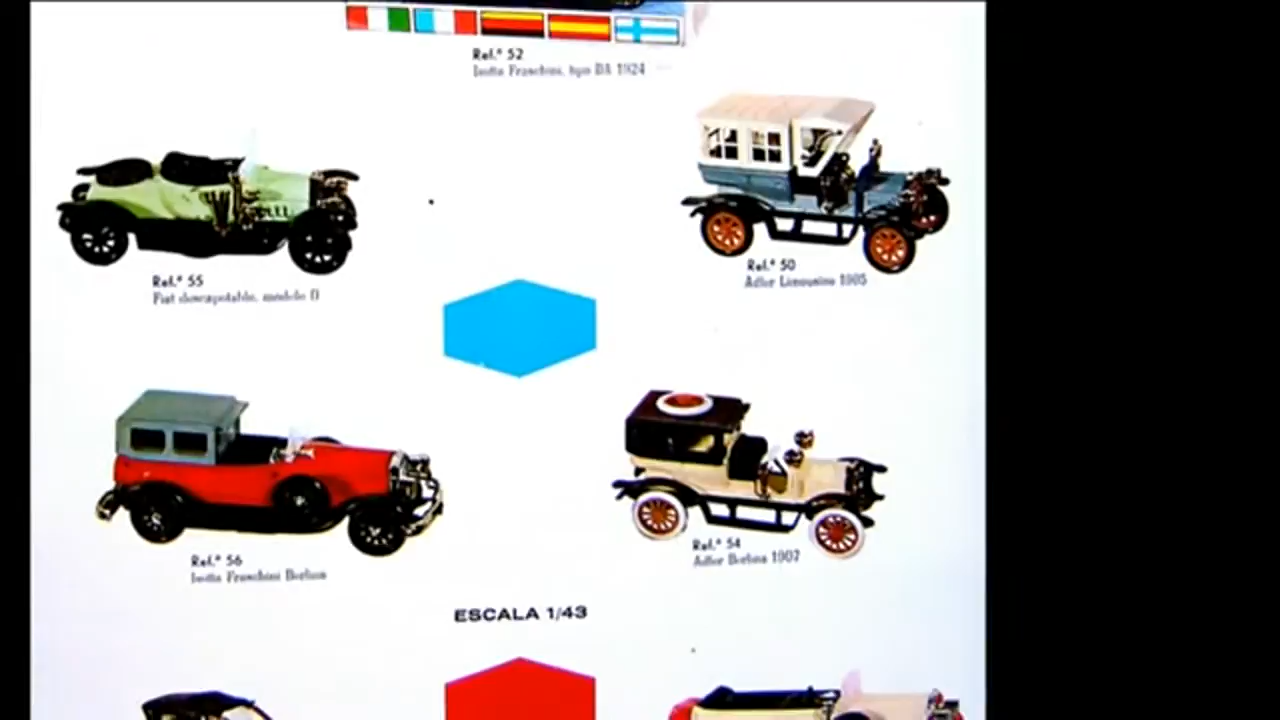 Ref.ª 52
Isotta Fraschini, tipo 8A 1924
Ref.ª 55
Fiat descapotable, modelo 0
Ref.ª 50
Adler Limousine 1905
Ref.ª 56
Isotta Fraschini Berlina
Ref.ª 54
Adler Berlina 1907
ESCALA 1/43